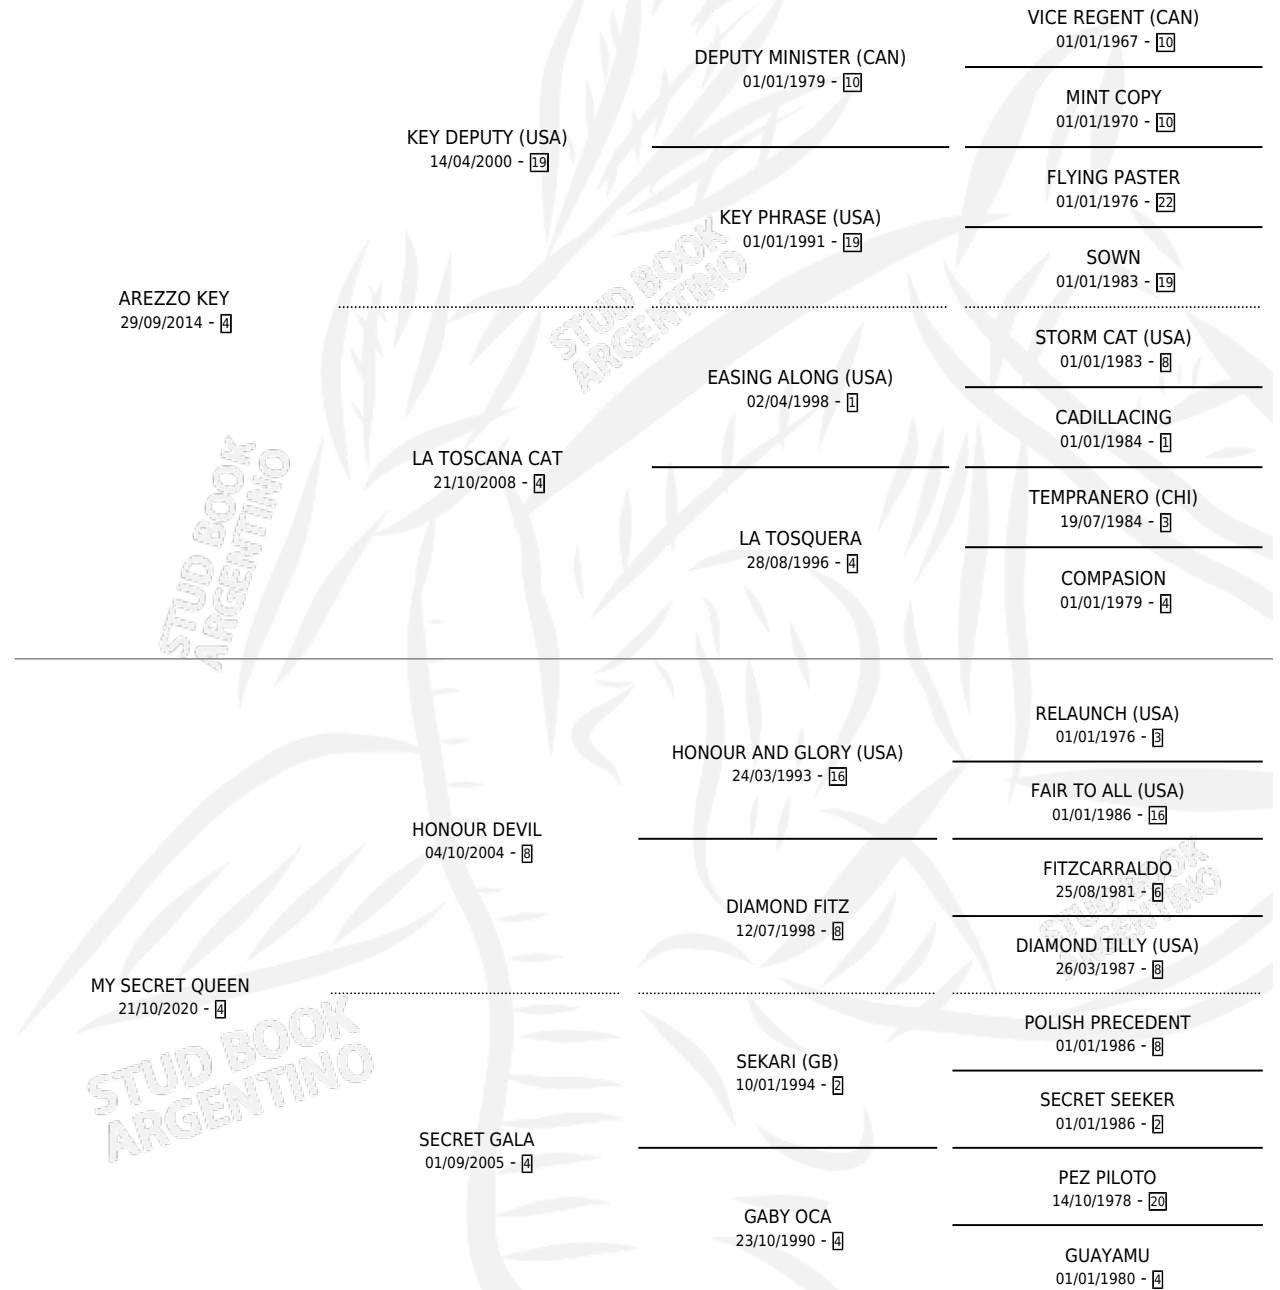 VICE REGENT (CAN)
01/01/1967 - 10
DEPUTY MINISTER (CAN)
01/01/1979 - 10
MINT COPY
01/01/1970 - 10
KEY DEPUTY (USA)
14/04/2000 - 19
FLYING PASTER
01/01/1976 - 22
KEY PHRASE (USA)
01/01/1991 - 19
SOWN
01/01/1983 - 19
AREZZO KEY
29/09/2014 - 4
STUD BOOK
ARGENTINO
STORM CAT (USA)
01/01/1983 - 8
EASING ALONG (USA)
02/04/1998 - 1
CADILLACING
01/01/1984 - 1
LA TOSCANA CAT
21/10/2008 - 4
TEMPRANERO (CHI)
19/07/1984 - 3
LA TOSQUERA
28/08/1996 - 4
COMPASION
01/01/1979 - 4
STUD BOOK
ARGENTINO
RELAUNCH (USA)
01/01/1976 - 3
HONOUR AND GLORY (USA)
24/03/1993 - 16
FAIR TO ALL (USA)
01/01/1986 - 16
HONOUR DEVIL
04/10/2004 - 8
FITZCARRALDO
25/08/1981 - 6
STUD BOOK
ARGENTINO
DIAMOND FITZ
12/07/1998 - 8
DIAMOND TILLY (USA)
26/03/1987 - 8
MY SECRET QUEEN
21/10/2020 - 4
STUD BOOK
ARGENTINO
POLISH PRECEDENT
01/01/1986 - 8
SEKARI (GB)
10/01/1994 - 2
SECRET SEEKER
01/01/1986 - 2
SECRET GALA
01/09/2005 - 4
PEZ PILOTO
14/10/1978 - 20
GABY OCA
23/10/1990 - 4
GUAYAMU
01/01/1980 - 4